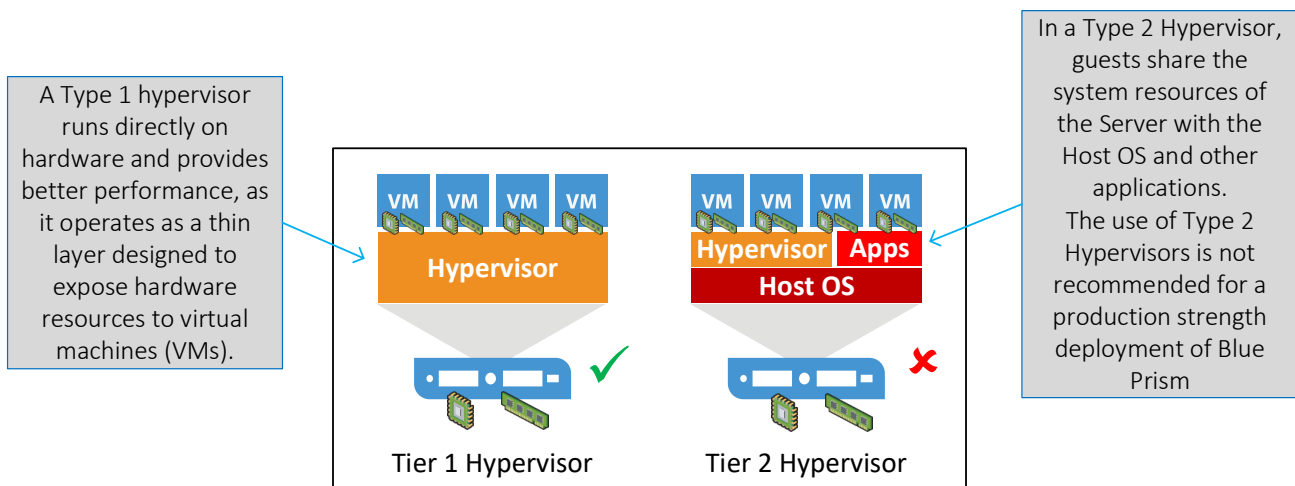 A Type 1 hypervisor
runs directly on
hardware and provides
better performance, as
it operates as a thin
layer designed to
expose hardware
resources to virtual
machines (VMs).
VM VM VM VM
Hypervisor
Tier 1 Hypervisor
VM VM VM VM
Hypervisor Apps
Host OS
Tier 2 Hypervisor
In a Type 2 Hypervisor,
guests share the
system resources of
the Server with the
Host OS and other
applications.
The use of Type 2
Hypervisors is not
recommended for a
production strength
deployment of Blue
Prism